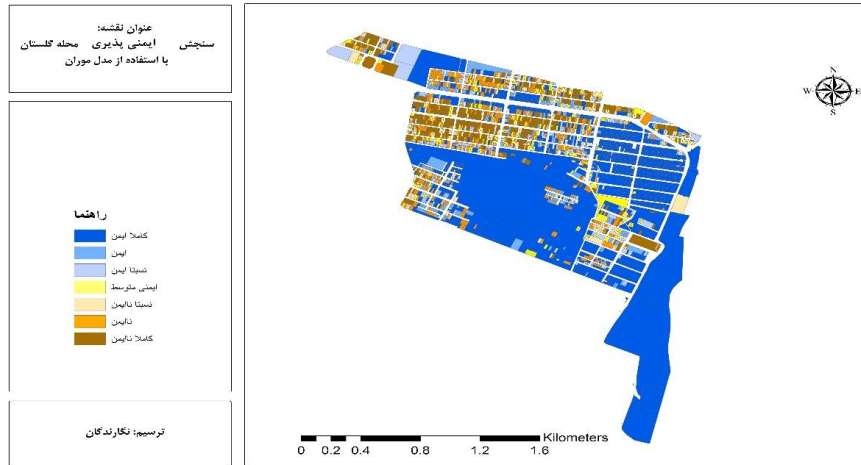 عنوان نقشه:
سنجشی ایمنی پذیری محله گلستان
با استفاده از مدل موران
راهنما
کاملا ایمن
ایمن
نسبتا ایمن
ایمنی متوسط
نسبتا ناایمن
ناایمن
کاملا ناایمن
ترسیم: نگارندگان
N
W E
S
Kilometers
0 0.2 0.4 0.8 1.2 1.6